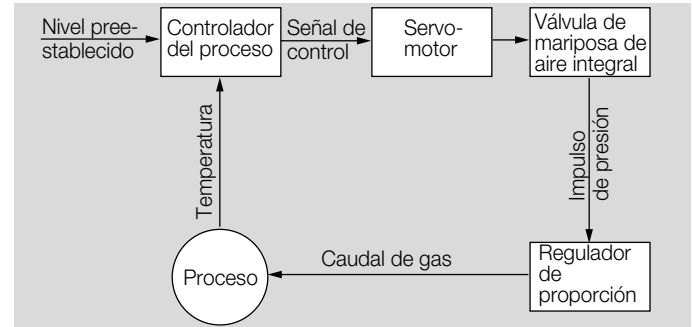 Nivel pree-
stablecido
Controlador
del proceso
Señal de
control
Servo-
motor
Válvula de
mariposa de
aire integral
Temperatura
Impulso
de presión
Proceso
Caudal de gas
Regulador
de
proporción